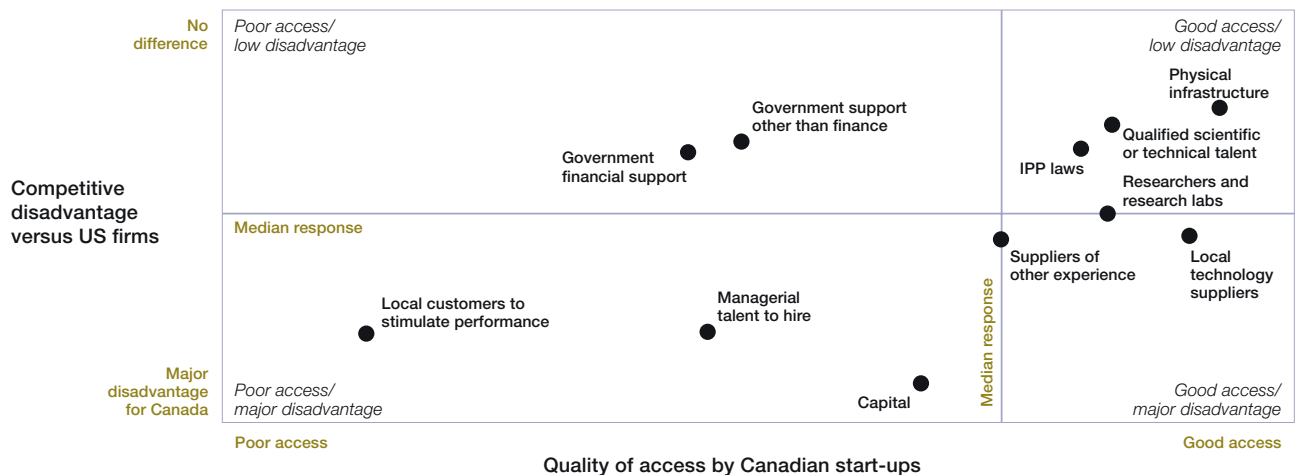 No
difference
Poor access/
low disadvantage
Good access/
low disadvantage
Physical
infrastructure
Government support
other than finance
Qualified scientific
or technical talent
Government
financial support
IPP laws
Researchers and
research labs
Competitive
disadvantage
versus US firms
Median response
Suppliers of
other experience
Local
technology
suppliers
Local customers to
stimulate performance
Managerial
talent to hire
Median response
Major
disadvantage
for Canada
Poor access/
major disadvantage
Capital
Good access/
major disadvantage
Poor access
Good access
Quality of access by Canadian start-ups